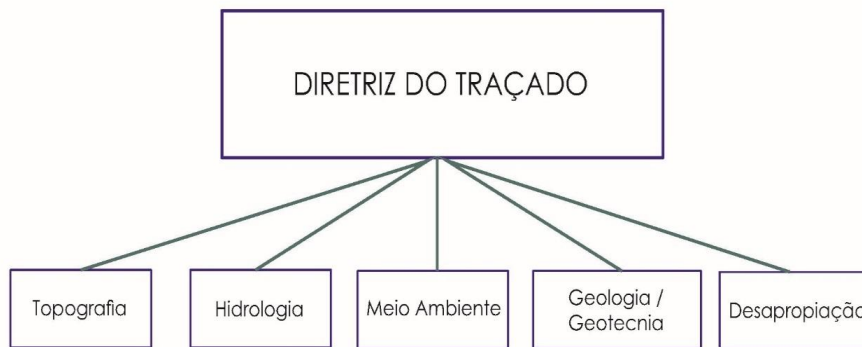 DIRETRIZ DO TRAÇADO
Topografia
Hidrologia
Meio Ambiente
Geologia /
Geotecnia
Desapropiação